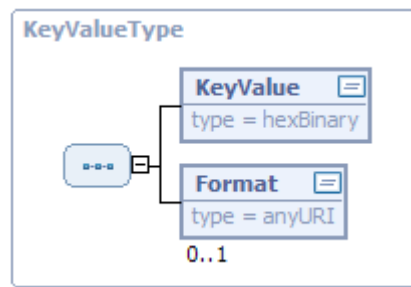 KeyValueType
KeyValue
type = hexBinary
Format
type = anyURI
0..1